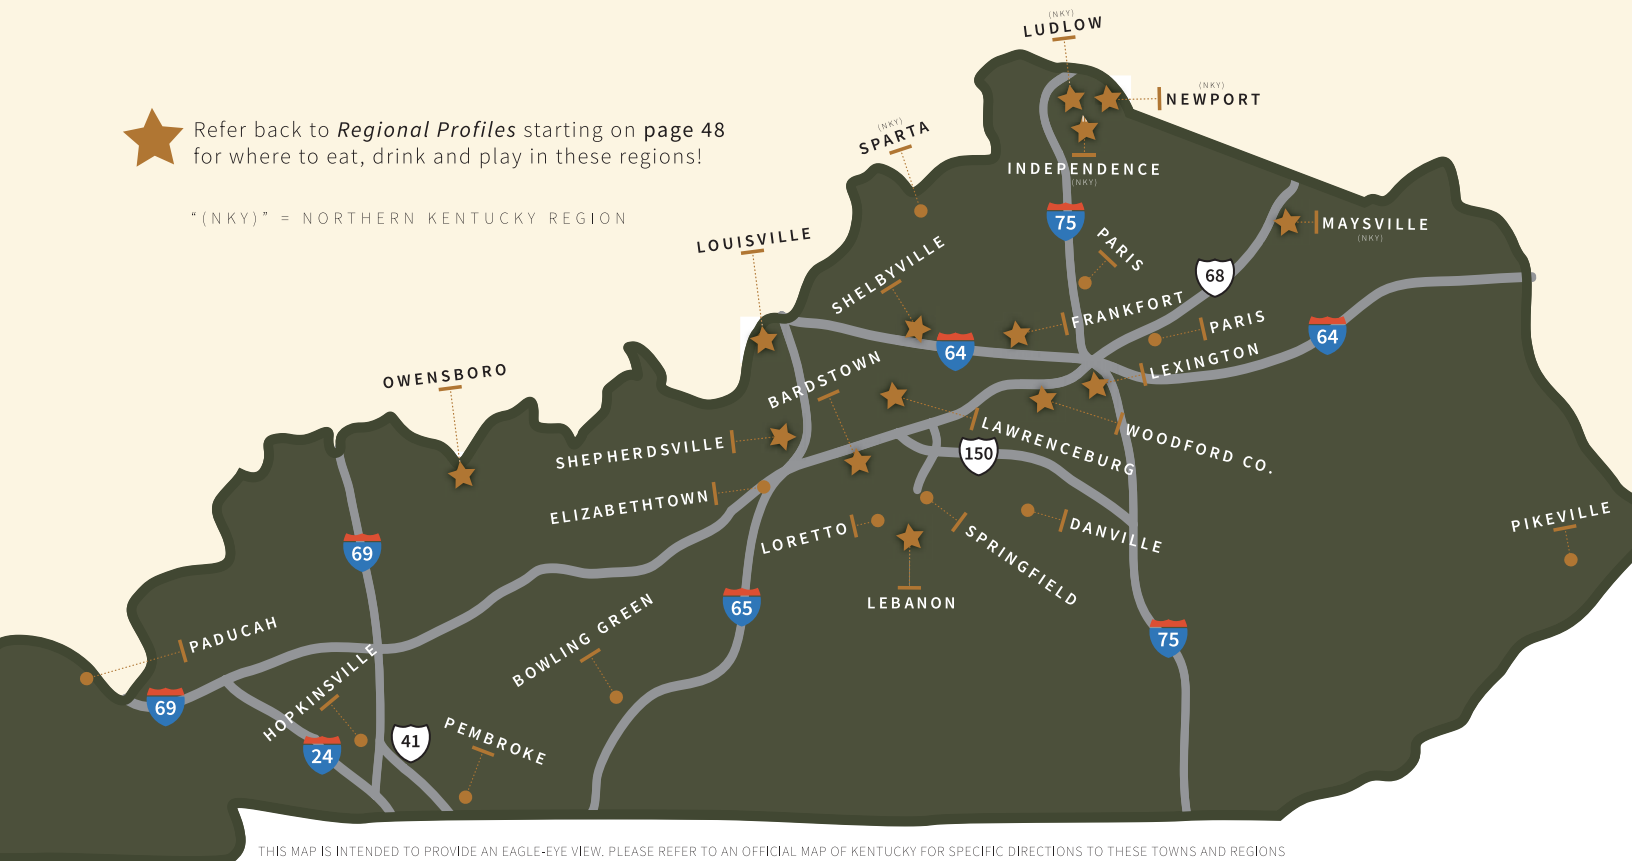 (NKY)
LUDLOW
(NKY)
NEWPORT
Refer back to Regional Profiles starting on page 48
for where to eat, drink and play in these regions!
(NKY)
SPARTA
INDEPENDENCE
(NKY)
"(NKY)" = NORTHERN KENTUCKY REGION
75
MAYSVILLE
(NKY)
LOUISVILLE
SHELBYVILLE
PARIS
68
FRANKFORT
PARIS
64
64
LEXINGTON
OWENSBORO
BARDSTOWN
SHEPHERDSVILLE
LAWRENCEBURG
WOODFORD CO.
150
ELIZABETHTOWN
LORETTO
SPRINGFIELD
DANVILLE
PIKEVILLE
69
LEBANON
65
75
BOWLING GREEN
PADUCAH
HOPKINSVILLE
69
24
41
PEMBROKE
THIS MAP IS INTENDED TO PROVIDE AN EAGLE-EYE VIEW. PLEASE REFER TO AN OFFICIAL MAP OF KENTUCKY FOR SPECIFIC DIRECTIONS TO THESE TOWNS AND REGIONS